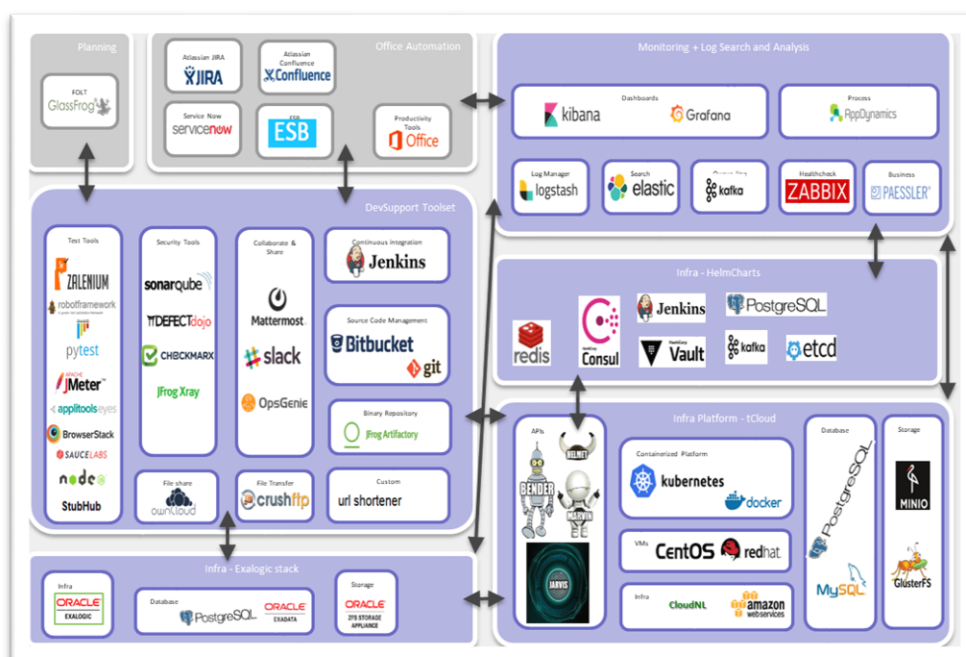 Planning
FOLT
GlassFrog
Office Automation
Atlassian JIRA
JIRA
Atlassian
Confluence
Confluence
Service Now
servicenow
ESB
Productivity
Tools
Office
Monitoring + Log Search and Analysis
Dashboards
kibana
Grafana
Process
AppDynamics
Log Manager
logstash
Search
elastic
kafka
Healthcheck
ZABBIX
Business
PAESSLER
DevSupport Toolset
Test Tools
ZALENIUM
robotframework
pytest
APACHE
JMeter™
applitools eyes
BrowserStack
SAUCELABS
node
StubHub
Security Tools
sonarqube
DEFECTdojo
CHECKMARX
JFrog Xray
Collaborate &
Share
Mattermost
slack
OpsGenie
Continuous integration
Jenkins
Source Code Management
Bitbucket
git
Binary Repository
JFrog Artifactory
File share
ownCloud
File Transfer
crushftp
Custom
url shortener
Infra - HelmCharts
redis
HashiCorp
Consul
Jenkins
HashiCorp
Vault
PostgreSQL
kafka
etcd
Infra Platform - tCloud
APIs
BENDER
HELMET
MARVIN
JARVIS
Containerized Platform
kubernetes
docker
VMs
CentOS
redhat
Infra
CloudNL
amazon
webservices
Database
PostgreSQL
MySQL
Storage
MINIO
GlusterFS
Infra - Exalogic stack
Infra
ORACLE
EXALOGIC
Database
PostgreSQL
ORACLE
EXADATA
Storage
ORACLE
ZFS STORAGE
APPLIANCE